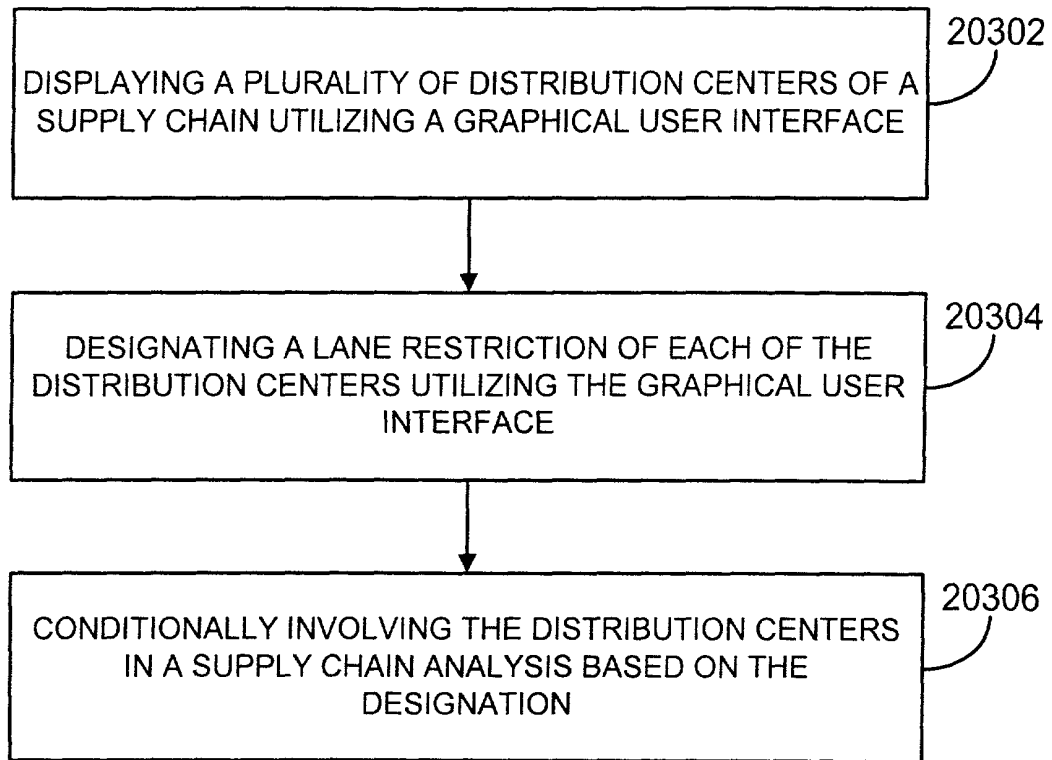 20302
DISPLAYING A PLURALITY OF DISTRIBUTION CENTERS OF A
SUPPLY CHAIN UTILIZING A GRAPHICAL USER INTERFACE
20304
DESIGNATING A LANE RESTRICTION OF EACH OF THE
DISTRIBUTION CENTERS UTILIZING THE GRAPHICAL USER
INTERFACE
20306
CONDITIONALLY INVOLVING THE DISTRIBUTION CENTERS
IN A SUPPLY CHAIN ANALYSIS BASED ON THE
DESIGNATION